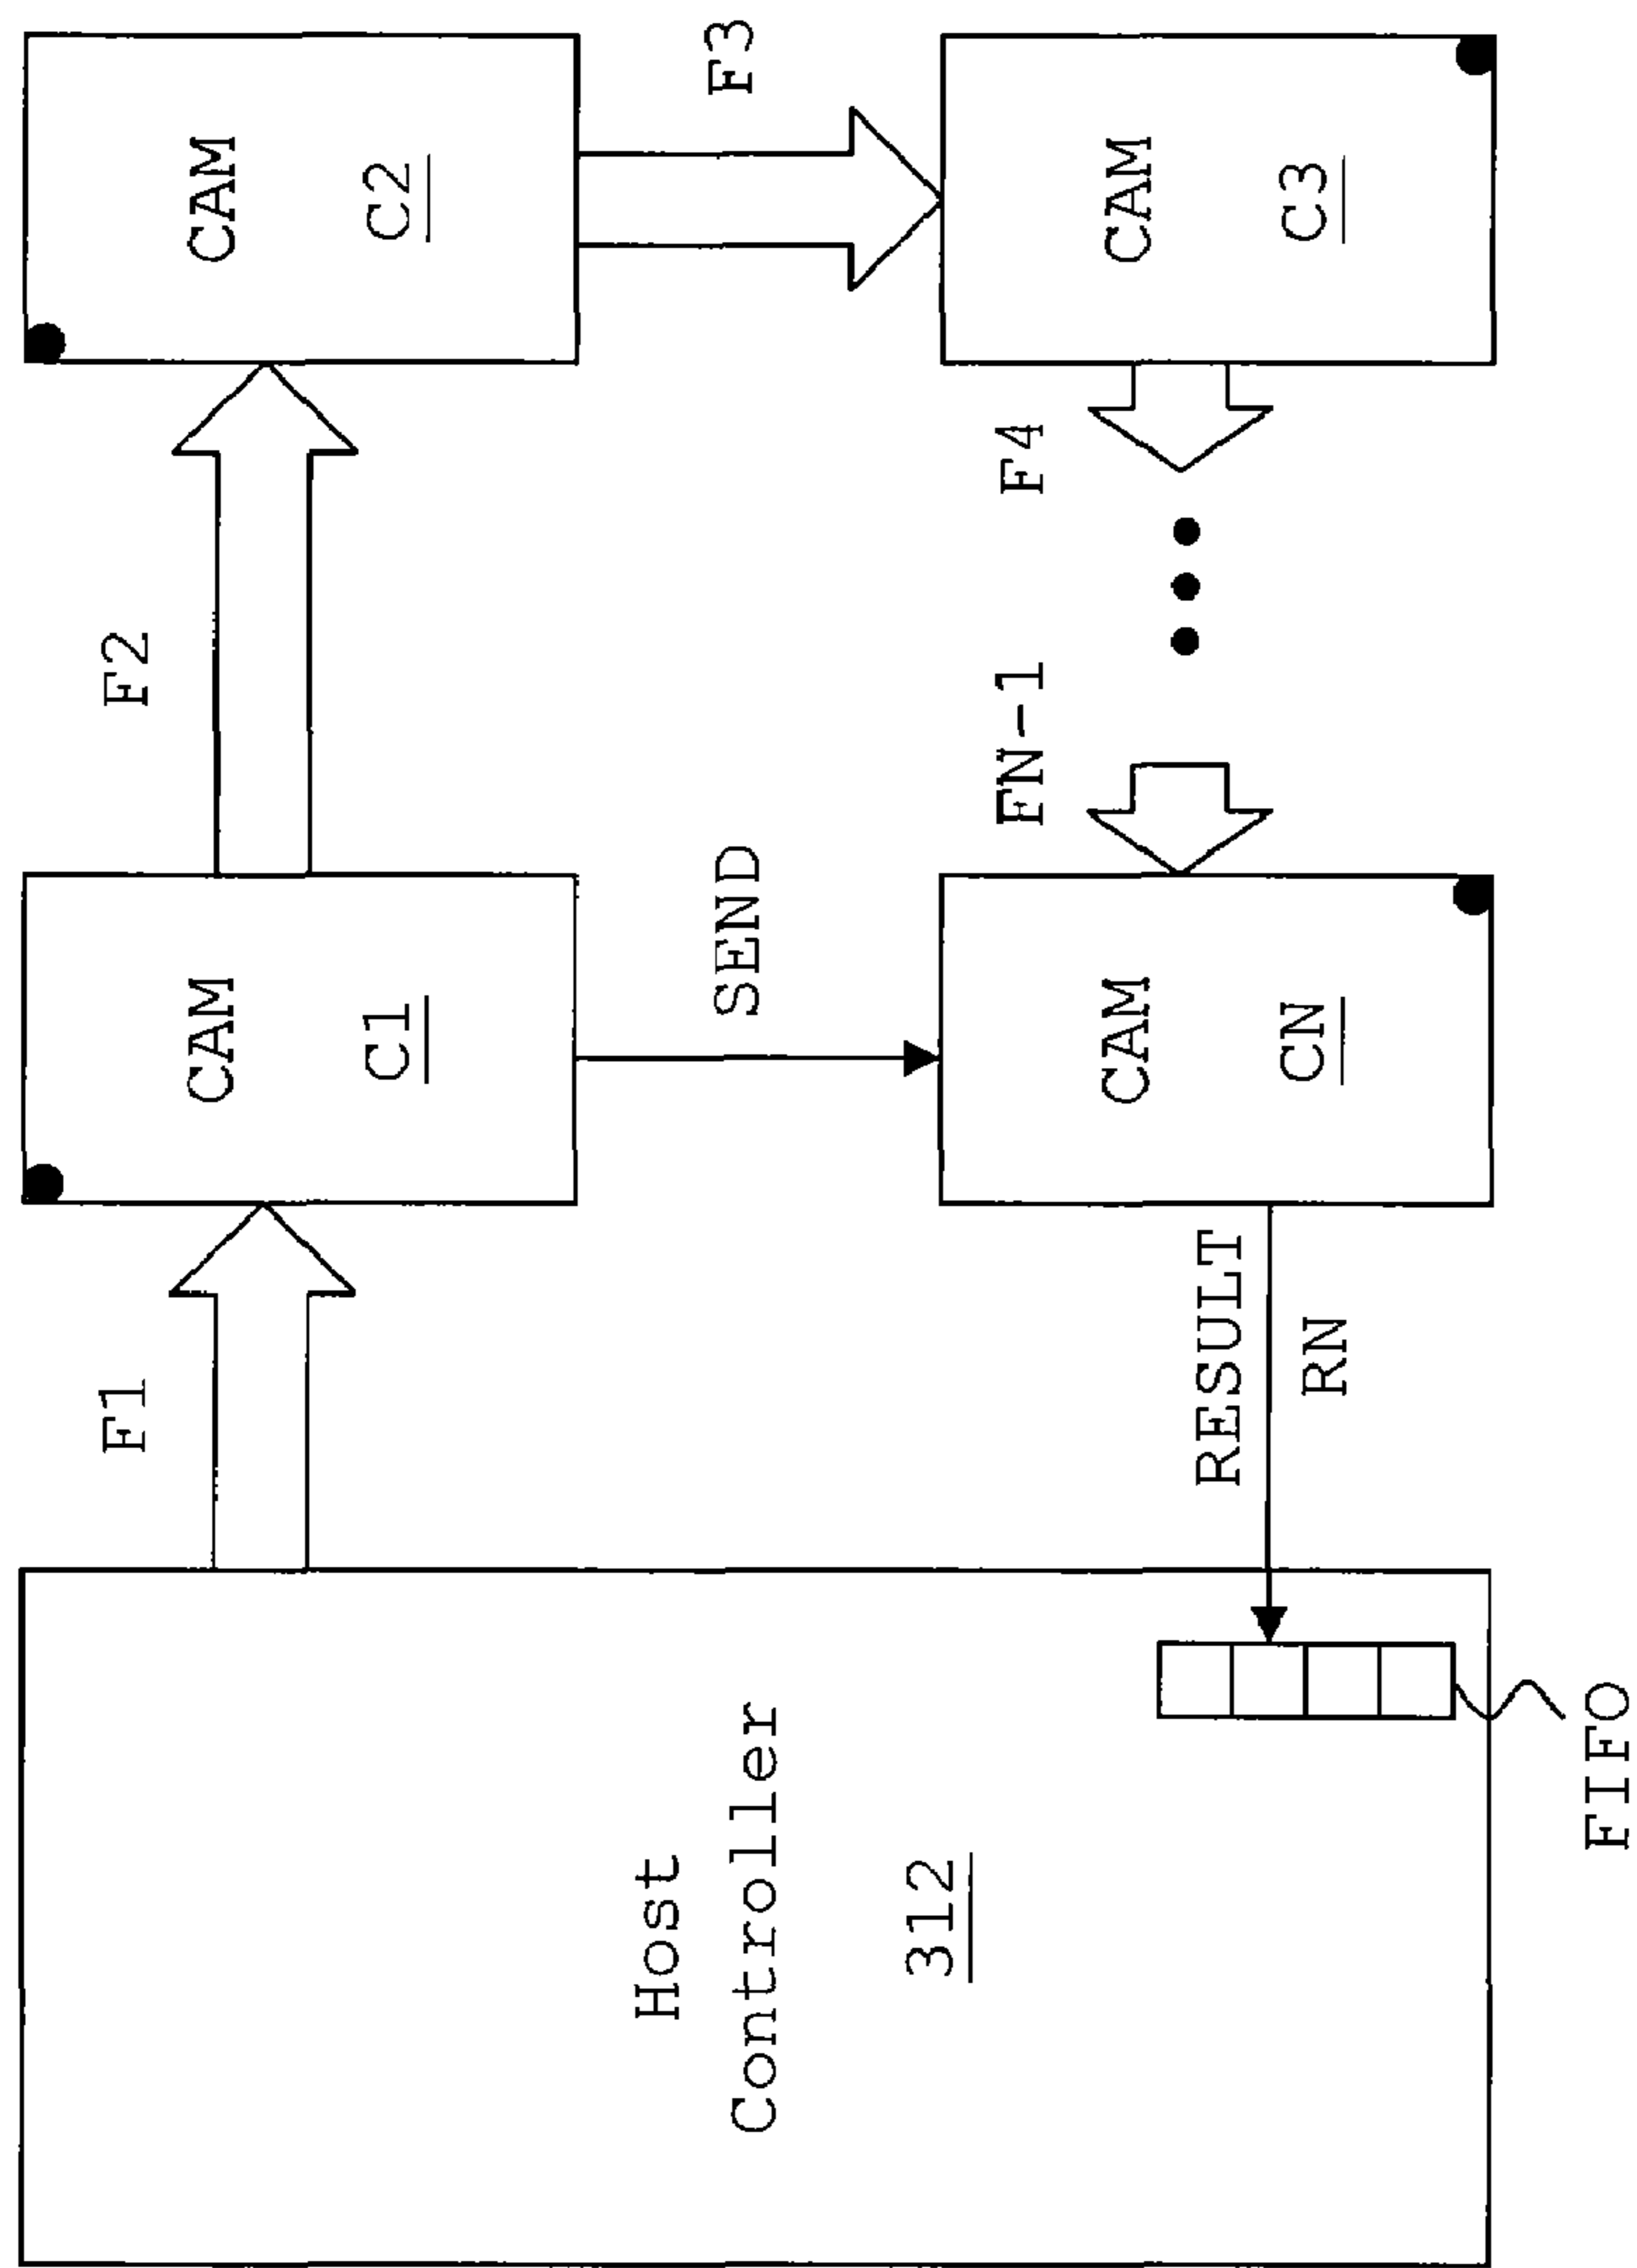 Host
Controller
312
FIFO
F1
CAM
C1
F2
CAM
C2
SEND
F3
RESULT
RN
CAM
CN
FN-1
F4
CAM
C3